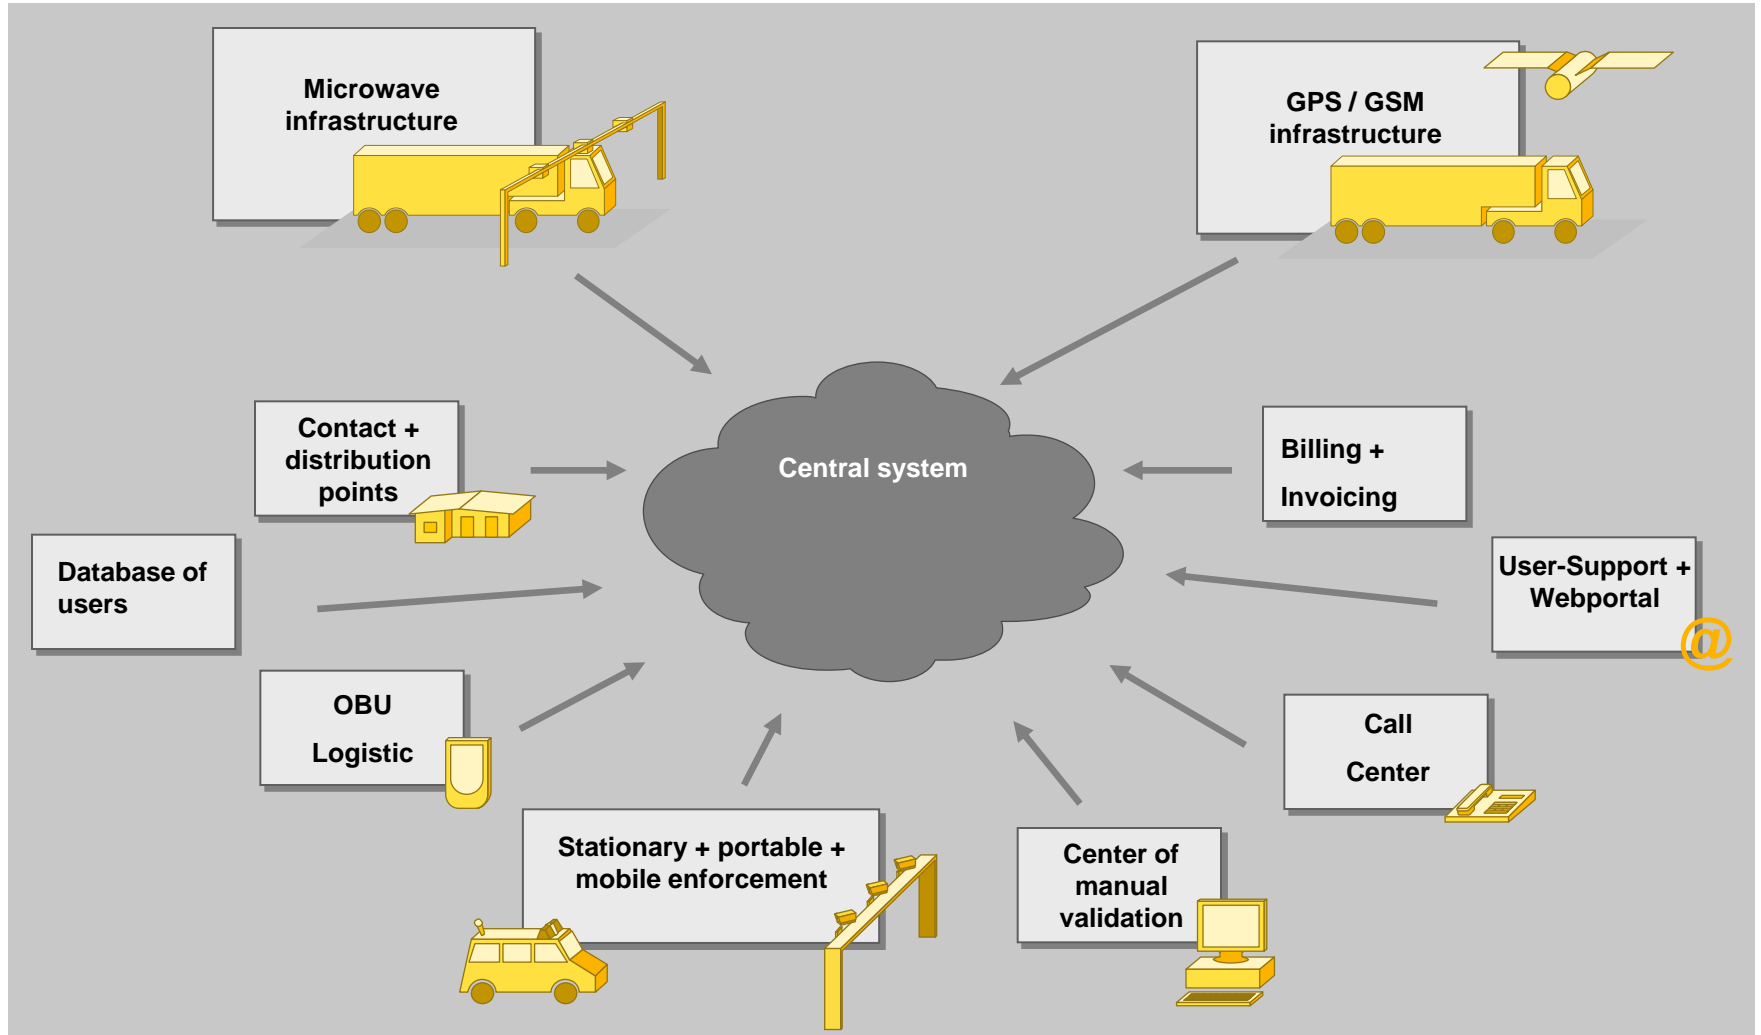 Microwave
infrastructure
GPS / GSM
infrastructure
Contact +
distribution
points
Central system
Billing +
Invoicing
Database of
users
User-Support +
Webportal
@
OBU
Logistic
Call
Center
Stationary + portable +
mobile enforcement
Center of
manual
validation